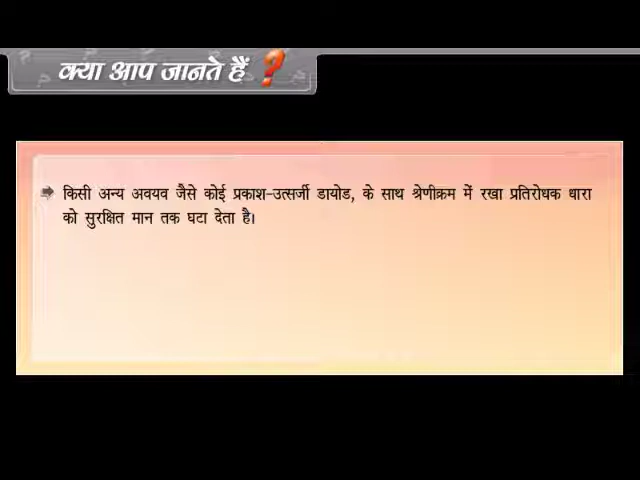 क्या आप जानते हैं ?
किसी अन्य अवयव जैसे कोई प्रकाश-उत्सर्जी डायोड, के साथ श्रेणीक्रम में रखा प्रतिरोधक धारा
को सुरक्षित मान तक घटा देता है।